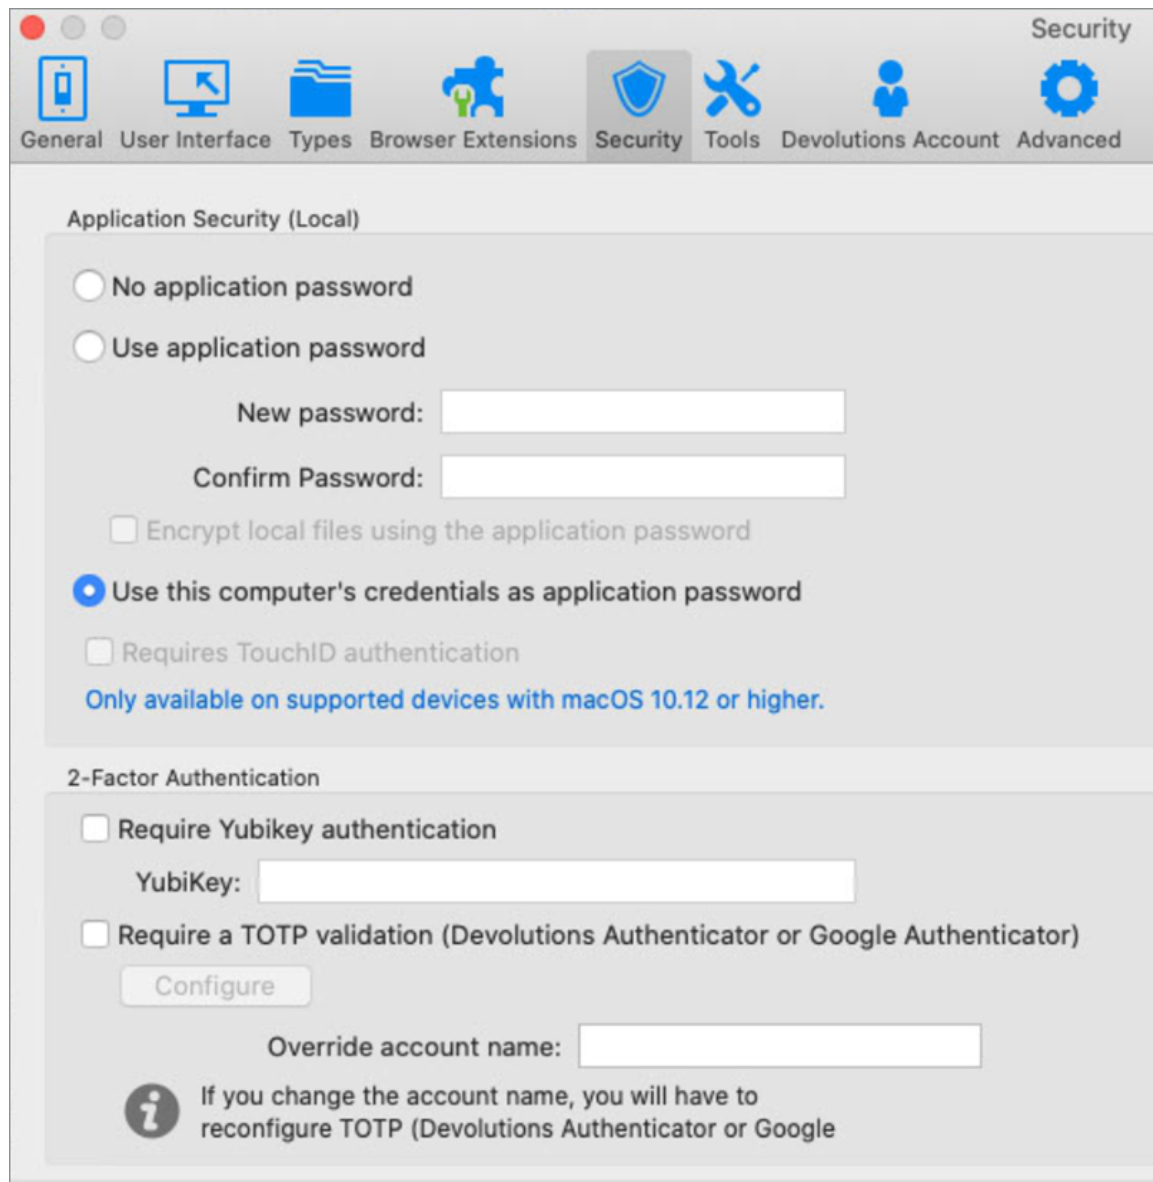 Security
General User Interface Types Browser Extensions Security Tools Devolutions Account Advanced
Application Security (Local)
No application password
Use application password
New password:
Confirm Password:
Encrypt local files using the application password
Use this computer's credentials as application password
Requires TouchID authentication
Only available on supported devices with macOS 10.12 or higher.
2-Factor Authentication
Require Yubikey authentication
YubiKey:
Require a TOTP validation (Devolutions Authenticator or Google Authenticator)
Configure
Override account name:
If you change the account name, you will have to
reconfigure TOTP (Devolutions Authenticator or Google